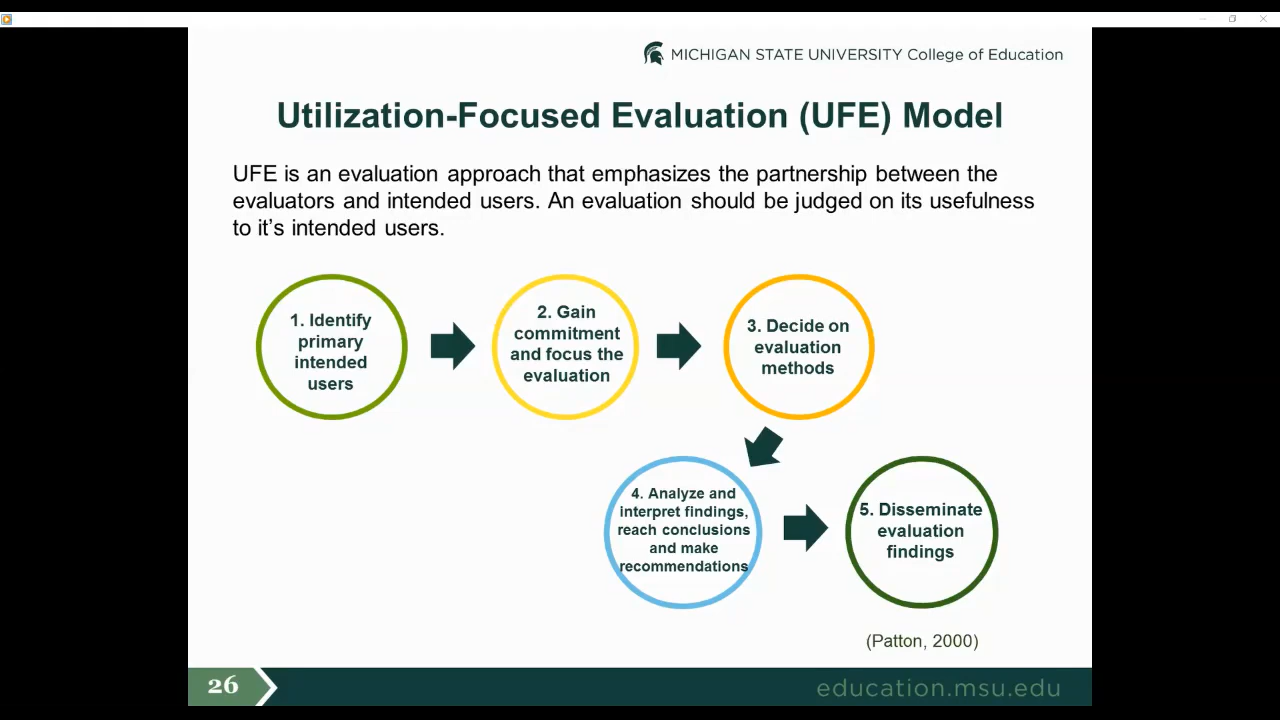 MICHIGAN STATE UNIVERSITY College of Education
Utilization-Focused Evaluation (UFE) Model
UFE is an evaluation approach that emphasizes the partnership between the
evaluators and intended users. An evaluation should be judged on its usefulness
to it’s intended users.
1. Identify
primary
intended
users
2. Gain
commitment
and focus the
evaluation
3. Decide on
evaluation
methods
4. Analyze and
interpret findings,
reach conclusions
and make
recommendations
5. Disseminate
evaluation
findings
(Patton, 2000)
26
education.msu.edu